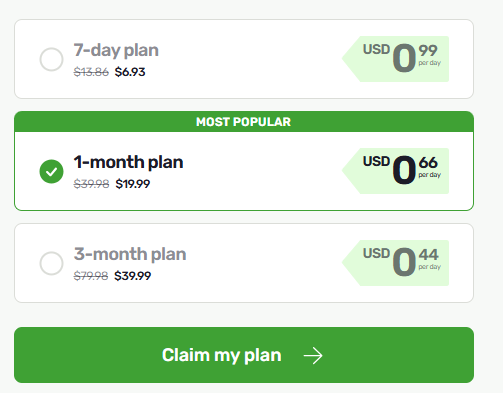 7-day plan
$13.86 $6.93
USD 0 99
per day
MOST POPULAR
1-month plan
$39.98 $19.99
USD 0 66
per day
3-month plan
$79.98 $39.99
USD 0 44
per day
Claim my plan